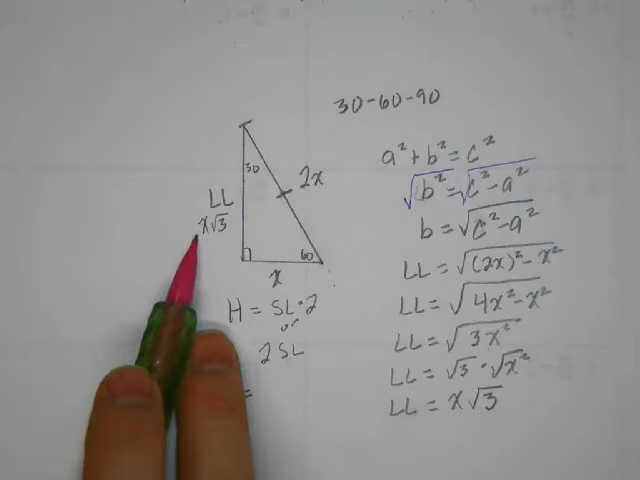 30-60-90
30
2x
LL
x√3
60
x
H = SL·2
or
2SL
=
a² + b² = c²
√b² = √c² - a²
b = √c² - a²
LL = √(2x)² - x²
LL = √4x² - x²
LL = √3x²
LL = √3 · √x²
LL = x√3